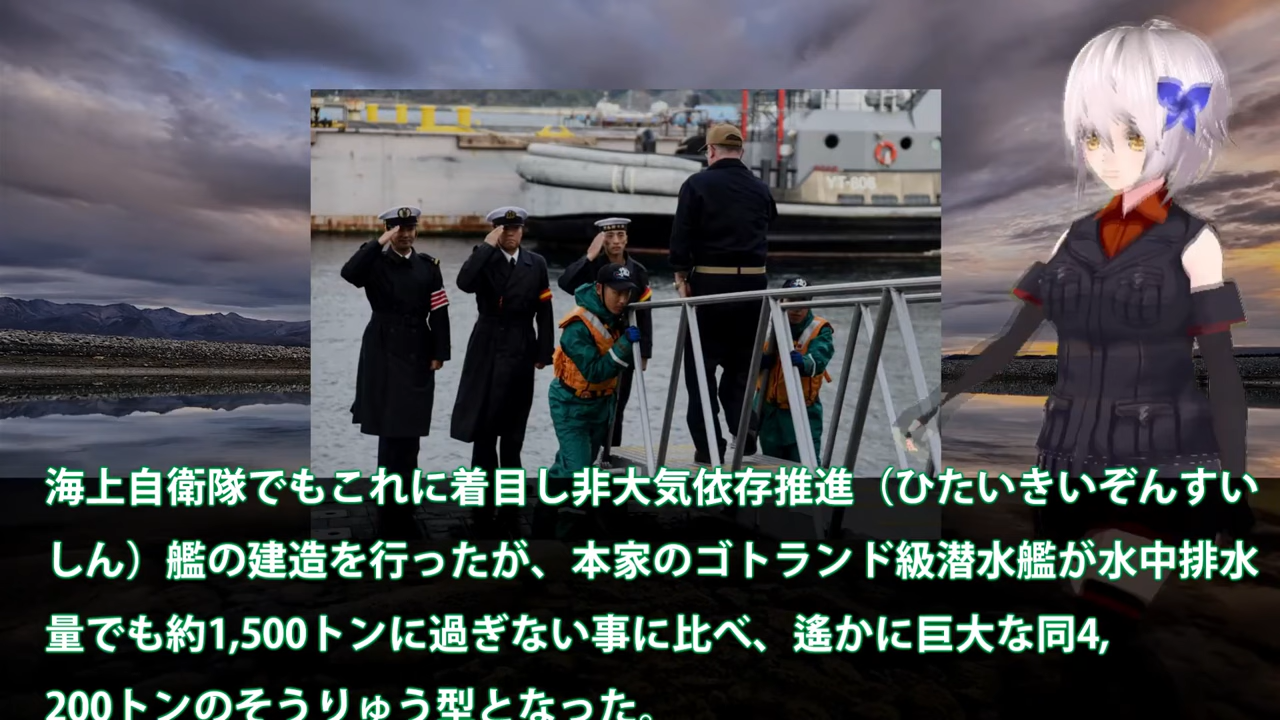 YT-806
海上自衛隊でもこれに着目し非大気依存推進（ひたいきいぞんすい
しん）艦の建造を行ったが、本家のゴトランド級潜水艦が水中排水
量でも約1,500トンに過ぎない事に比べ、遙かに巨大な同4,
200トンのそうりゅう型となった。